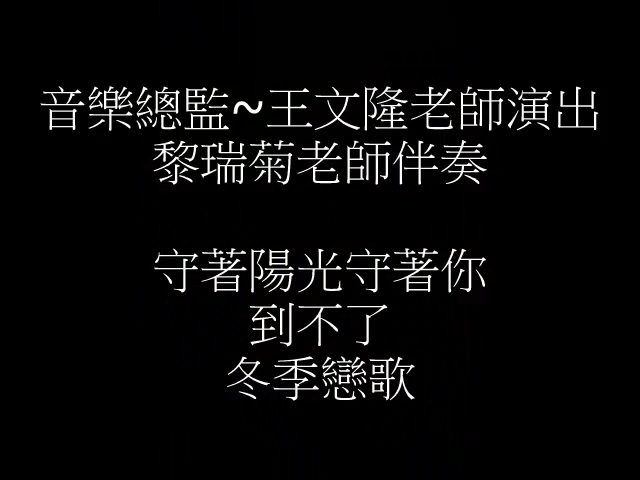 音樂總監~王文隆老師演出
黎瑞菊老師伴奏
守著陽光守著你
到不了
冬季戀歌